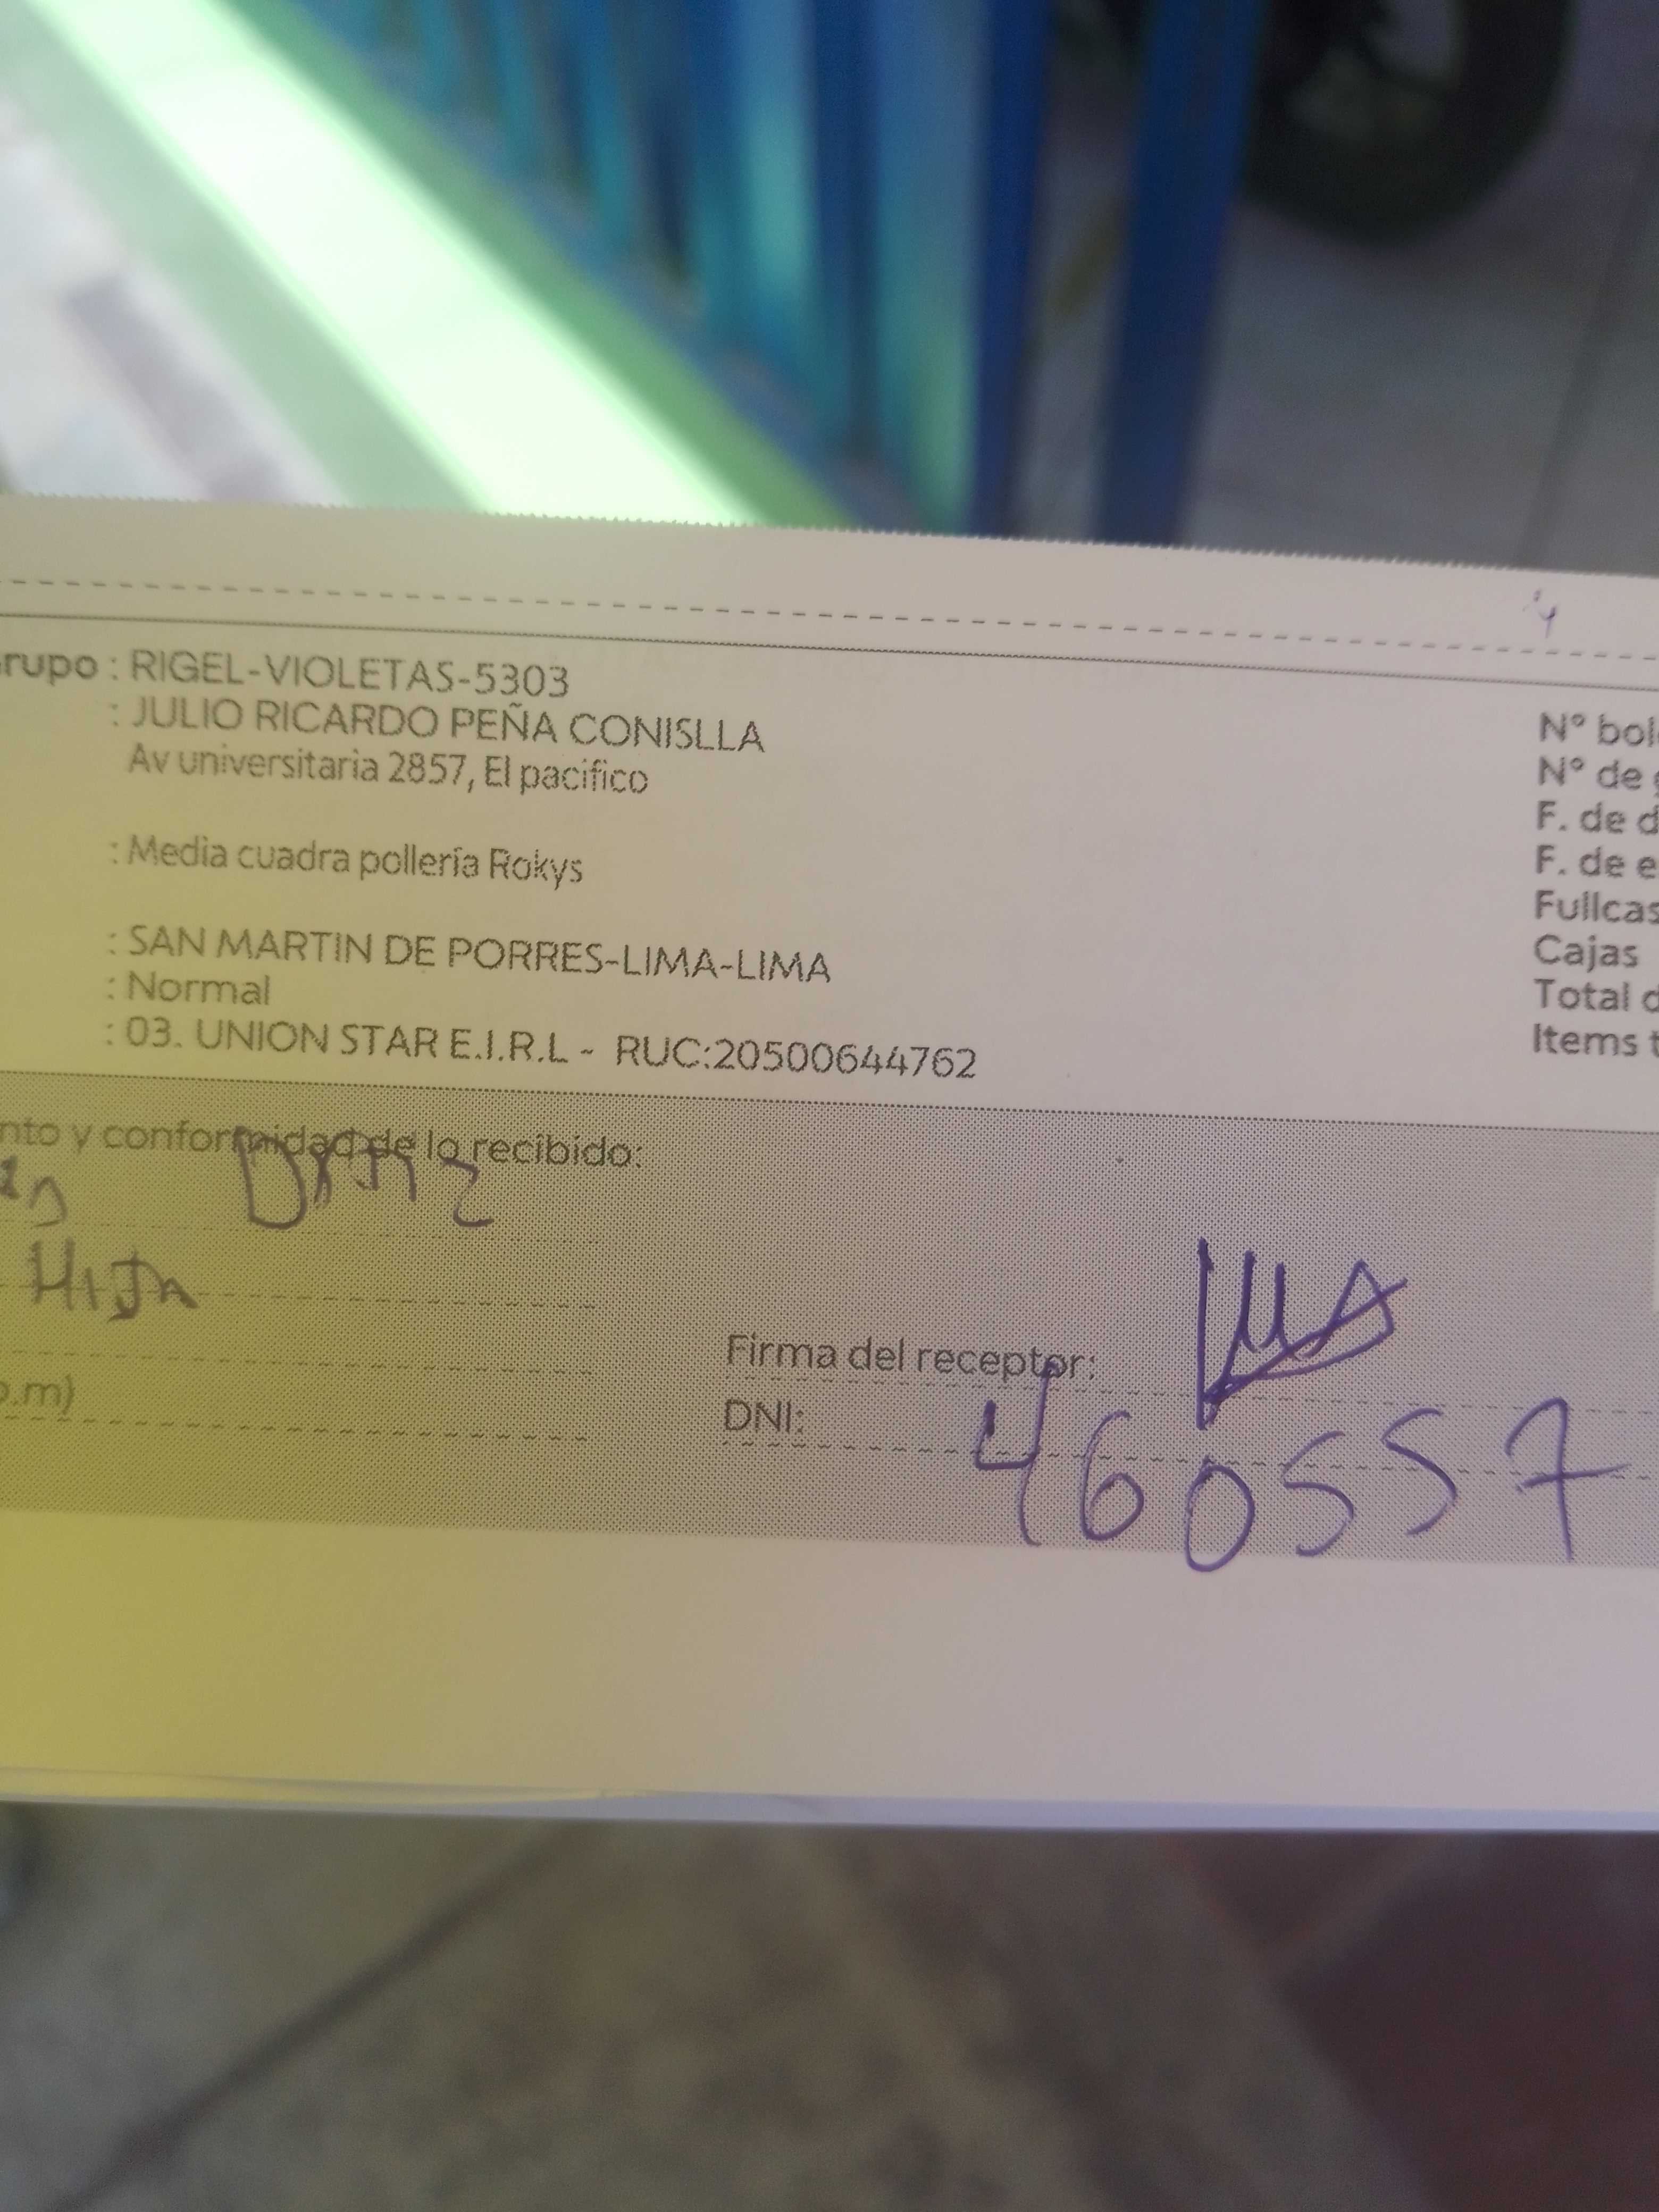 rupo : RIGEL-VIOLETAS-5303
: JULIO RICARDO PEÑA CONISLLA
Av universitaria 2857, El pacifico
: Media cuadra pollería Rokys
: SAN MARTIN DE PORRES-LIMA-LIMA
: Normal
: 03. UNION STAR E.I.R.L - RUC:20500644762
N° bol
N° de
F. de d
F. de e
Fullcas
Cajas
Total d
Items t
nto y conformidad de lo recibido:
HIJA
p.m)
Firma del receptor:
DNI: 460557